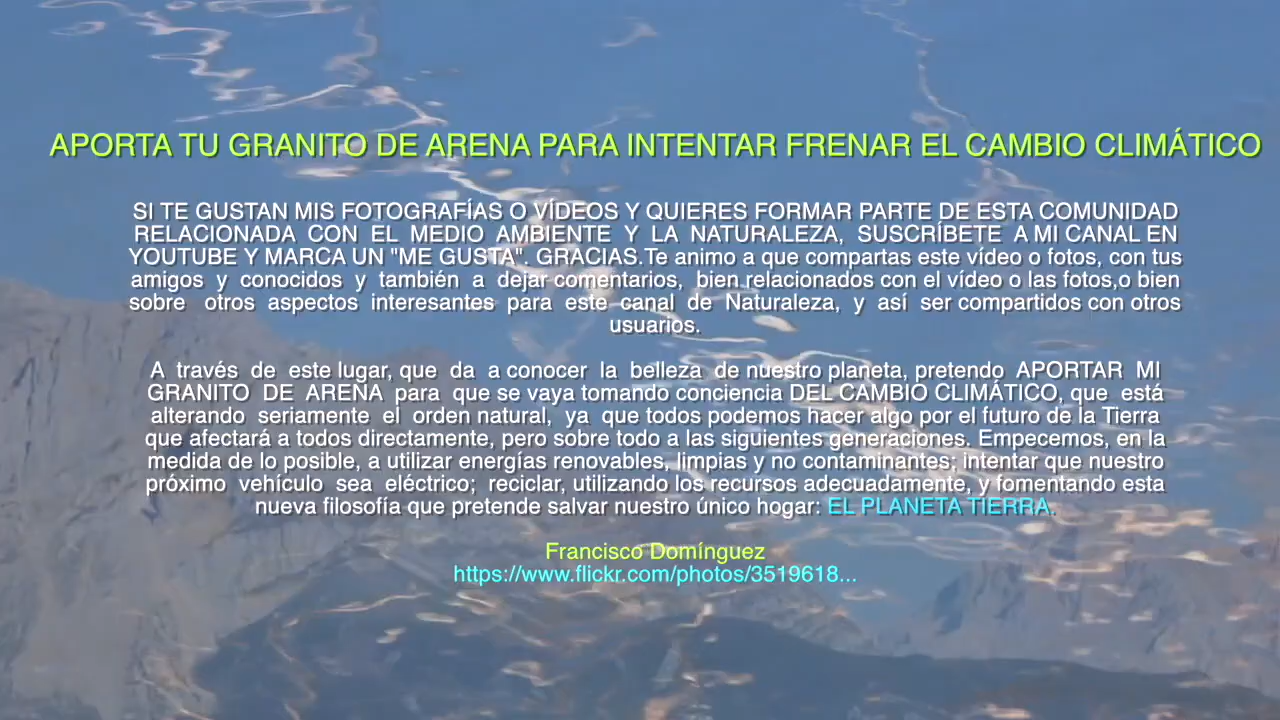 APORTA TU GRANITO DE ARENA PARA INTENTAR FRENAR EL CAMBIO CLIMÁTICO
SI TE GUSTAN MIS FOTOGRAFÍAS O VÍDEOS Y QUIERES FORMAR PARTE DE ESTA COMUNIDAD
RELACIONADA CON EL MEDIO AMBIENTE Y LA NATURALEZA, SUSCRÍBETE A MI CANAL EN
YOUTUBE Y MARCA UN "ME GUSTA". GRACIAS.Te animo a que compartas este vídeo o fotos, con tus
amigos y conocidos y también a dejar comentarios, bien relacionados con el vídeo o las fotos,o bien
sobre otros aspectos interesantes para este canal de Naturaleza, y así ser compartidos con otros
usuarios.
A través de este lugar, que da a conocer la belleza de nuestro planeta, pretendo APORTAR MI
GRANITO DE ARENA para que se vaya tomando conciencia DEL CAMBIO CLIMÁTICO, que está
alterando seriamente el orden natural, ya que todos podemos hacer algo por el futuro de la Tierra
que afectará a todos directamente, pero sobre todo a las siguientes generaciones. Empecemos, en la
medida de lo posible, a utilizar energías renovables, limpias y no contaminantes; intentar que nuestro
próximo vehículo sea eléctrico; reciclar, utilizando los recursos adecuadamente, y fomentando esta
nueva filosofía que pretende salvar nuestro único hogar: EL PLANETA TIERRA.
Francisco Domínguez
https://www.flickr.com/photos/3519618...